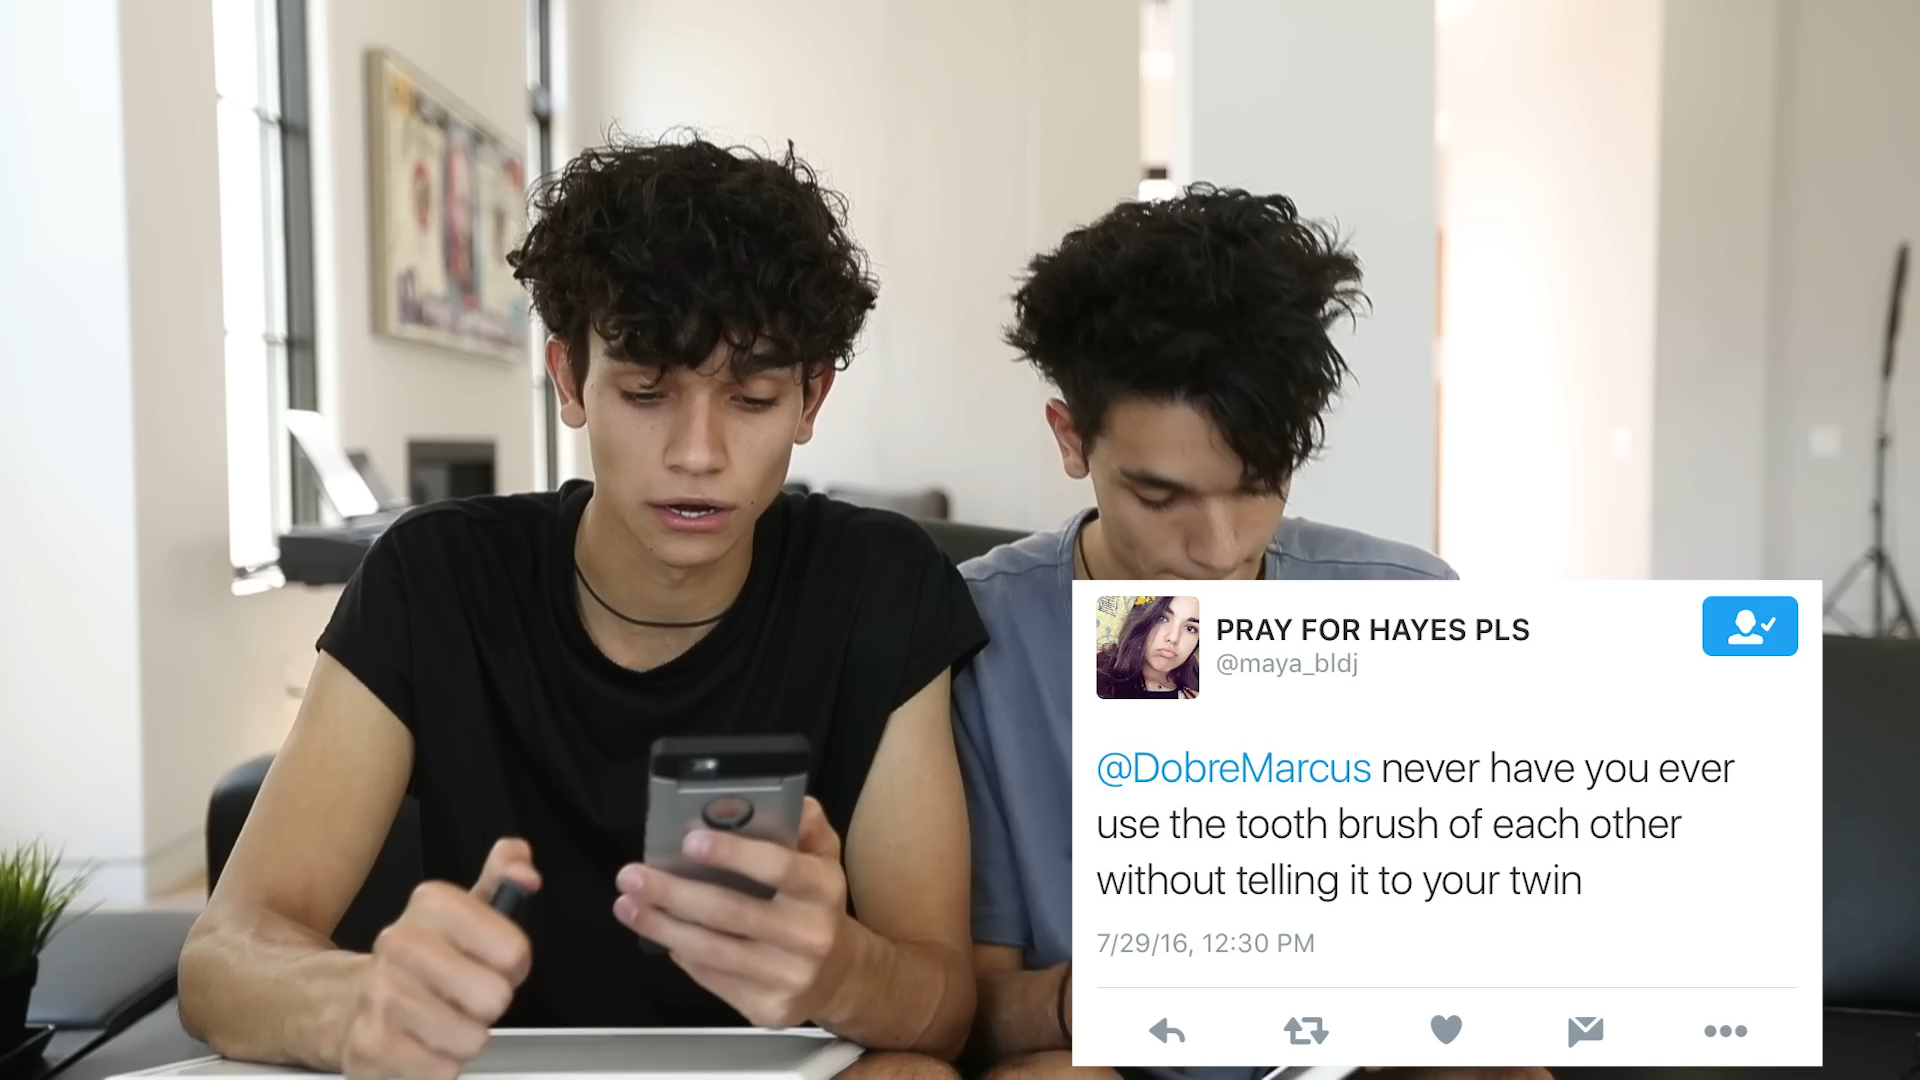 PRAY FOR HAYES PLS
@maya_bldj
@DobreMarcus never have you ever
use the tooth brush of each other
without telling it to your twin
7/29/16, 12:30 PM